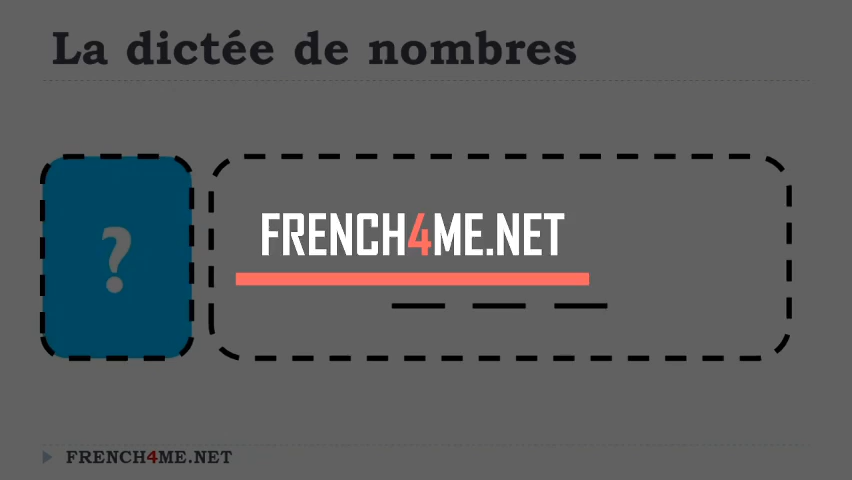 La dictée de nombres
?
FRENCH4ME.NET
FRENCH4ME.NET